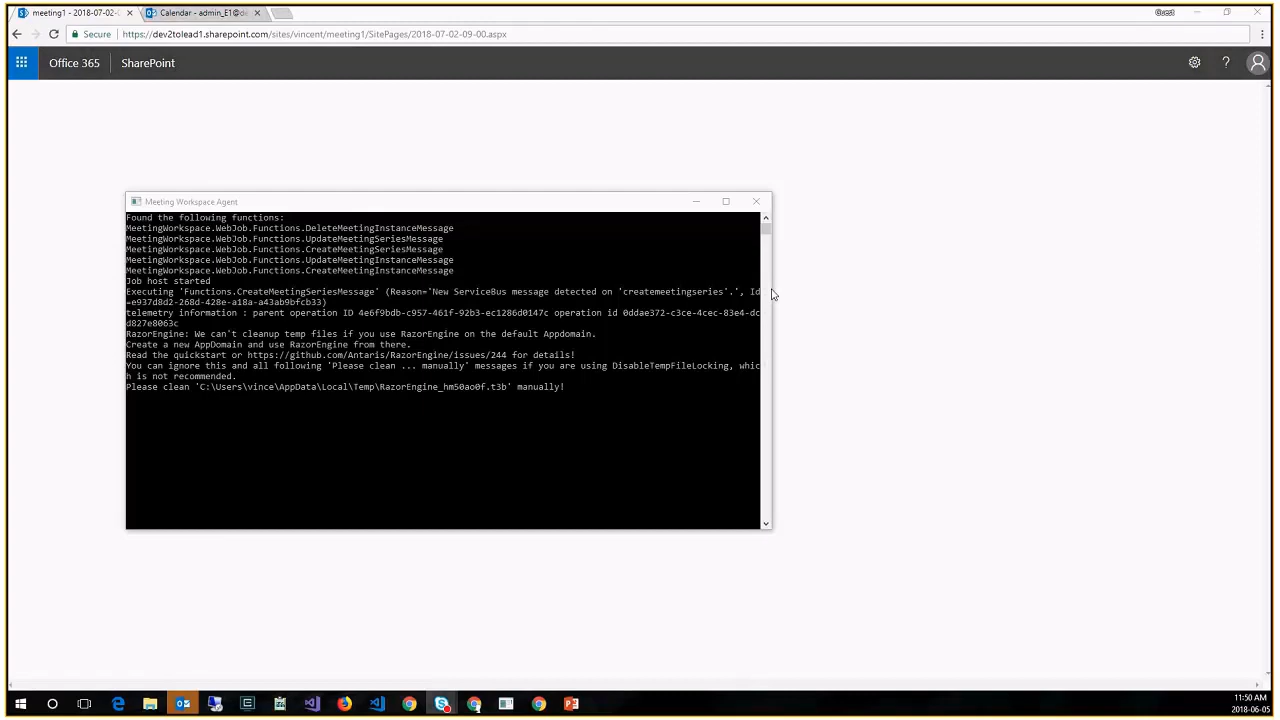 meeting1 - 2018-07-02-
Calendar - admin_E1@de
Guest
Secure
https://dev2tolead1.sharepoint.com/sites/vincent/meeting1/SitePages/2018-07-02-09-00.aspx
Office 365
SharePoint
Meeting Workspace Agent
Found the following functions:
MeetingWorkspace.WebJob.Functions.DeleteMeetingInstanceMessage
MeetingWorkspace.WebJob.Functions.UpdateMeetingSeriesMessage
MeetingWorkspace.WebJob.Functions.CreateMeetingSeriesMessage
MeetingWorkspace.WebJob.Functions.UpdateMeetingInstanceMessage
MeetingWorkspace.WebJob.Functions.CreateMeetingInstanceMessage
Job host started
Executing 'Functions.CreateMeetingSeriesMessage' (Reason='New ServiceBus message detected on 'createmeetingseries'.', Id
=e937d8d2-268d-428e-a18a-a43ab9bfcb33)
telemetry information : parent operation ID 4e6f9bdb-c957-461f-92b3-ec1286d0147c operation id 0ddae372-c3ce-4cec-83e4-dc
d827e8063c
RazorEngine: We can't cleanup temp files if you use RazorEngine on the default Appdomain.
Create a new AppDomain and use RazorEngine from there.
Read the quickstart or https://github.com/Antaris/RazorEngine/issues/244 for details!
You can ignore this and all following 'Please clean ... manually' messages if you are using DisableTempFileLocking, whic
h is not recommended.
Please clean 'C:\Users\vince\AppData\Local\Temp\RazorEngine_hm50ao0f.t3b' manually!
11:50 AM
2018-06-05